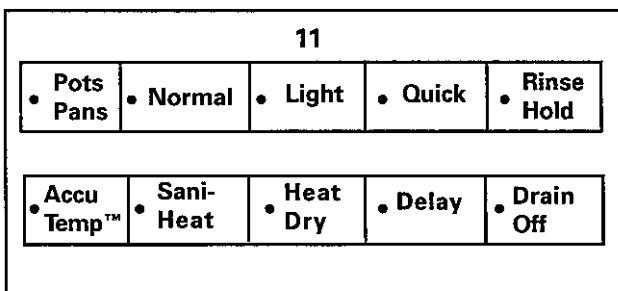 11
Pots Pans • Normal • Light • Quick • Rinse Hold
Accu Temp™ • Sani-Heat • Heat Dry • Delay • Drain Off